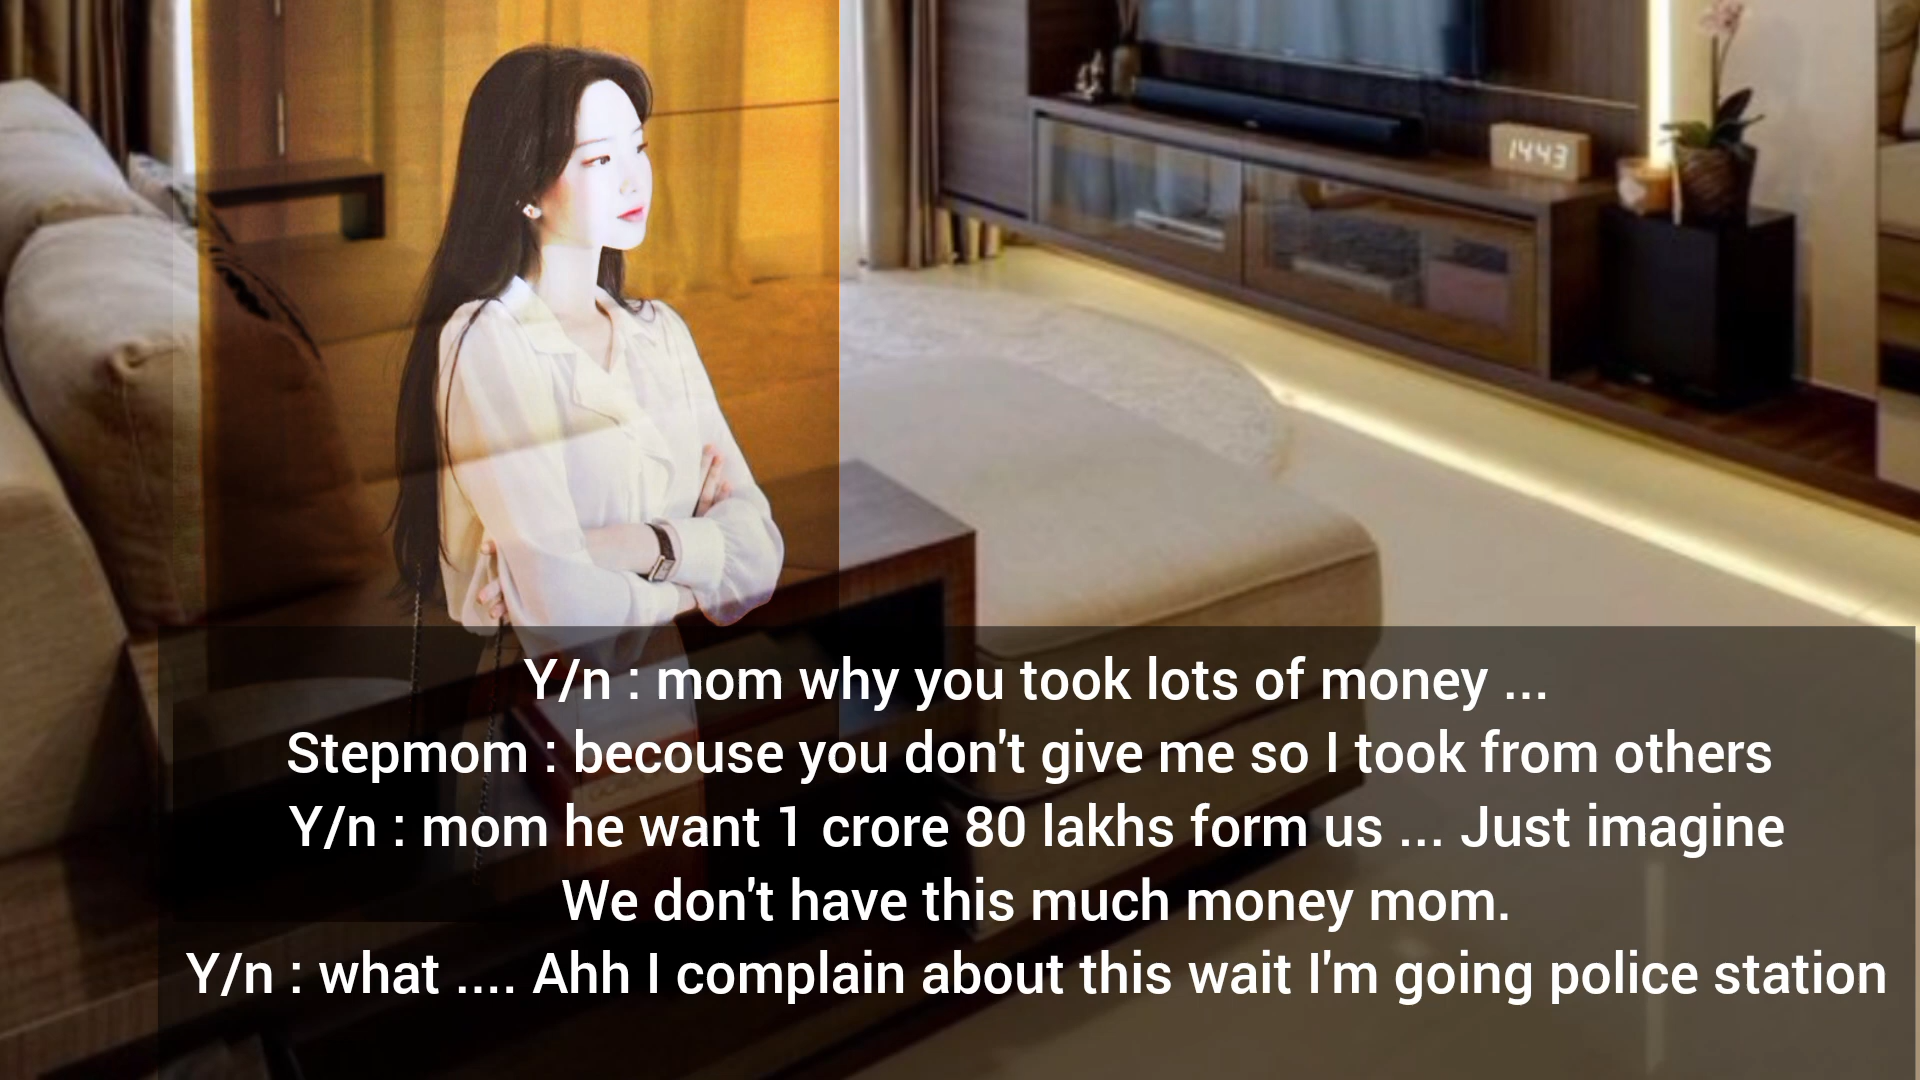 1443
Y/n : mom why you took lots of money ...
Stepmom : becouse you don't give me so I took from others
Y/n : mom he want 1 crore 80 lakhs form us ... Just imagine
We don't have this much money mom.
Y/n : what .... Ahh I complain about this wait I'm going police station